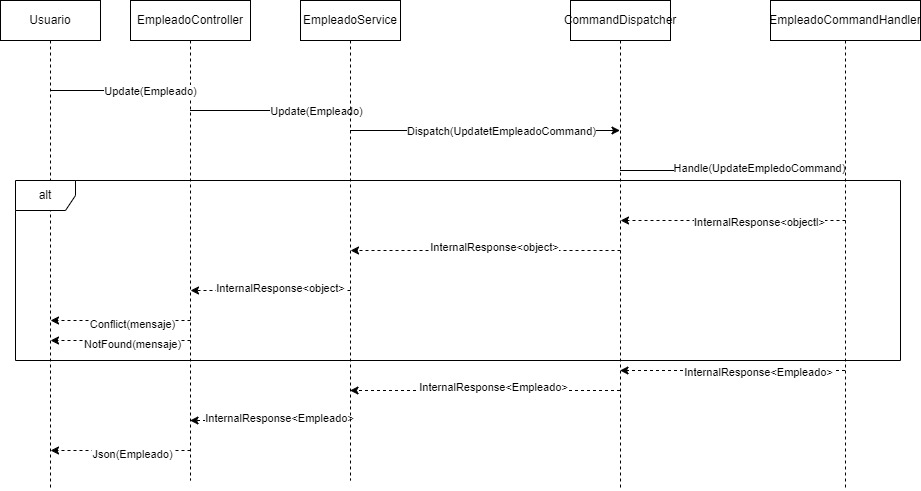 Usuario
EmpleadoController
EmpleadoService
CommandDispatcher
EmpleadoCommandHandler
Update(Empleado)
Update(Empleado)
Dispatch(UpdatetEmpleadoCommand)
Handle(UpdateEmpledoCommand)
alt
InternalResponse<objectl>
InternalResponse<object>
InternalResponse<object>
Conflict(mensaje)
NotFound(mensaje)
InternalResponse<Empleado>
InternalResponse<Empleado>
InternalResponse<Empleado>
Json(Empleado)